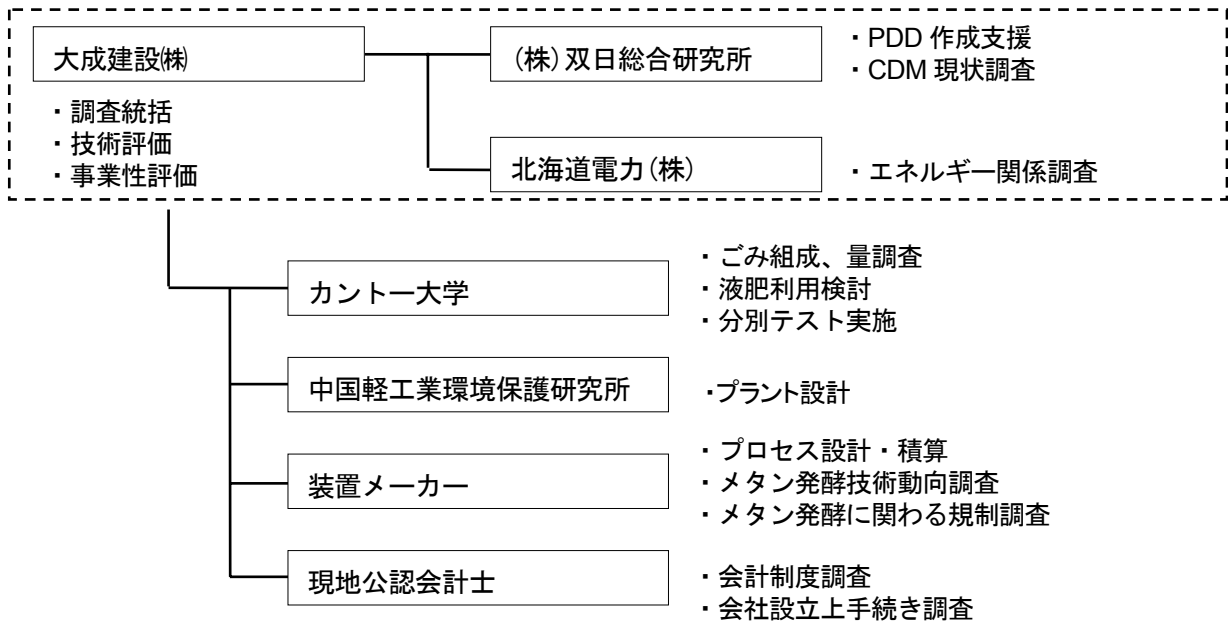 大成建設㈱
・調査統括
・技術評価
・事業性評価
(株)双日総合研究所
・PDD 作成支援
・CDM 現状調査
北海道電力(株)
・エネルギー関係調査
カントー大学
・ごみ組成、量調査
・液肥利用検討
・分別テスト実施
中国軽工業環境保護研究所
・プラント設計
装置メーカー
・プロセス設計・積算
・メタン発酵技術動向調査
・メタン発酵に関わる規制調査
現地公認会計士
・会計制度調査
・会社設立上手続き調査